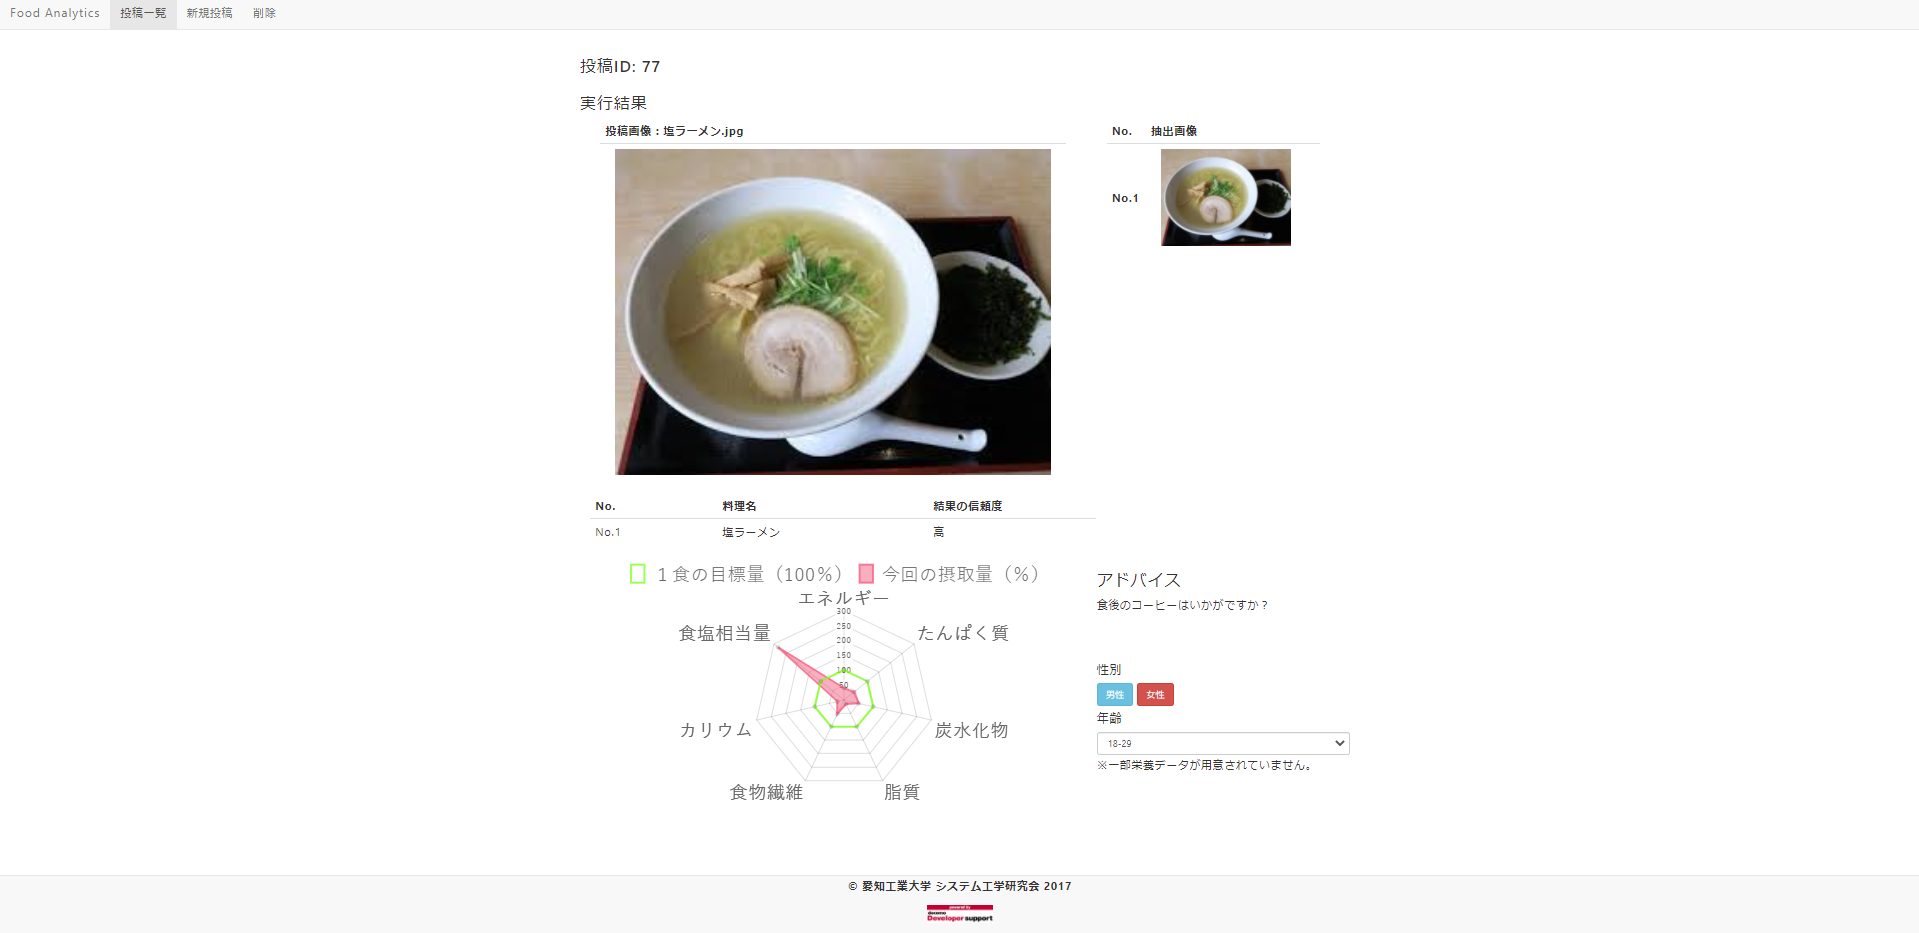 Food Analytics 投稿一覧 新規投稿 削除
投稿ID: 77
実行結果
投稿画像 : 塩ラーメン.jpg
No. 抽出画像
No.1
No. 料理名 結果の信頼度
No.1 塩ラーメン 高
1食の目標量（100％） 今回の摂取量（％）
エネルギー
300
250
200
150
100
50
たんぱく質
炭水化物
脂質
食物繊維
カリウム
食塩相当量
アドバイス
食後のコーヒーはいかがですか？
性別
男性 女性
年齢
18-29
※一部栄養データが用意されていません。
© 愛知工業大学 システム工学研究会 2017
powered by
docomo
Developer support